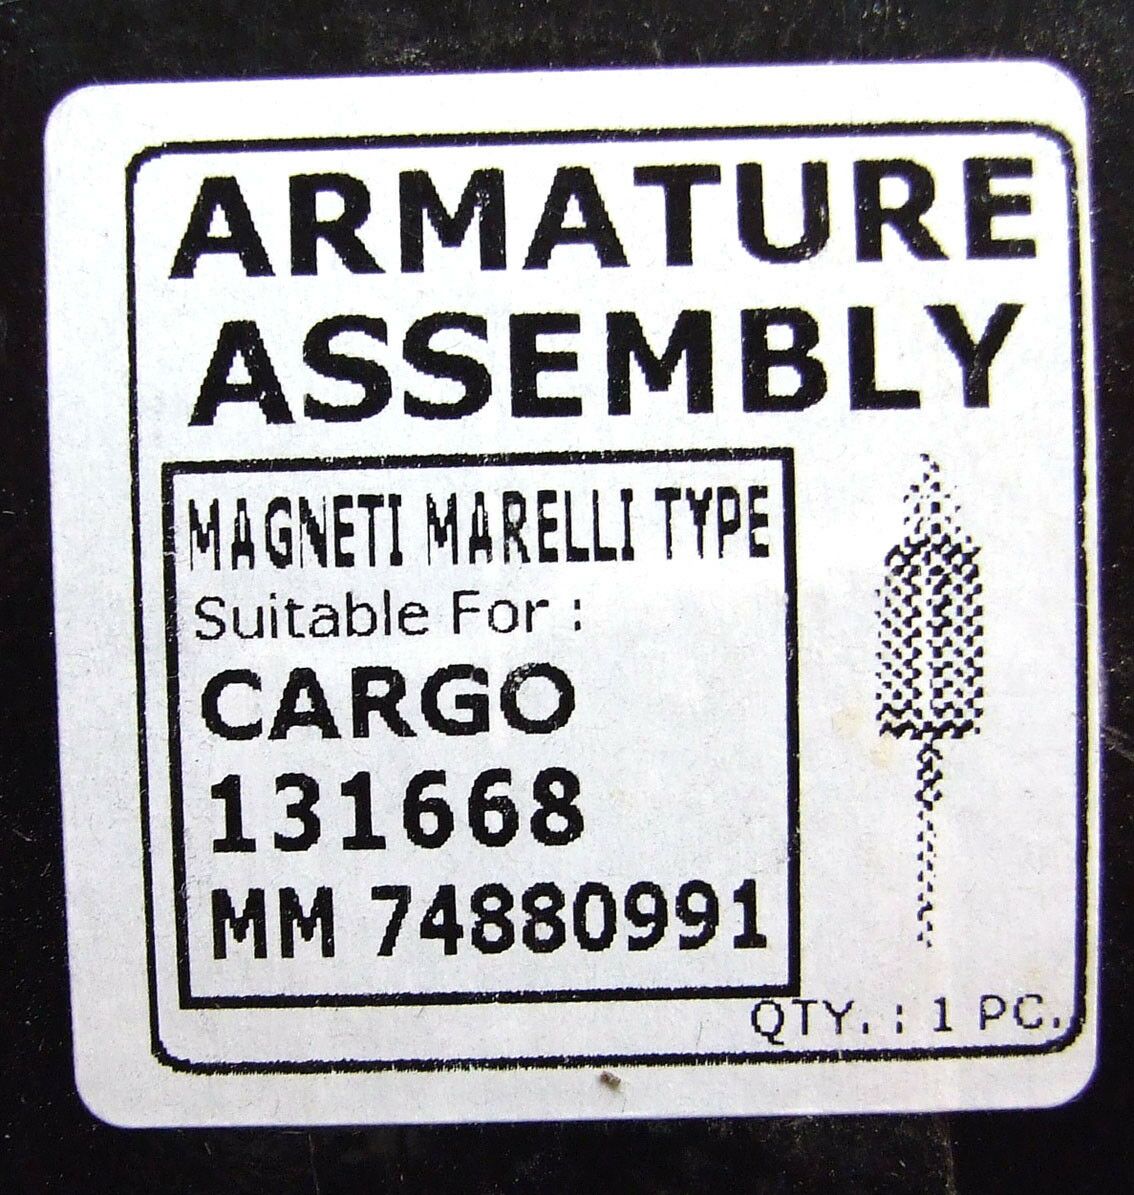 ARMATURE
ASSEMBLY
MAGNETI MARELLI TYPE
Suitable For :
CARGO
131668
MM 74880991
QTY. : 1 PC.